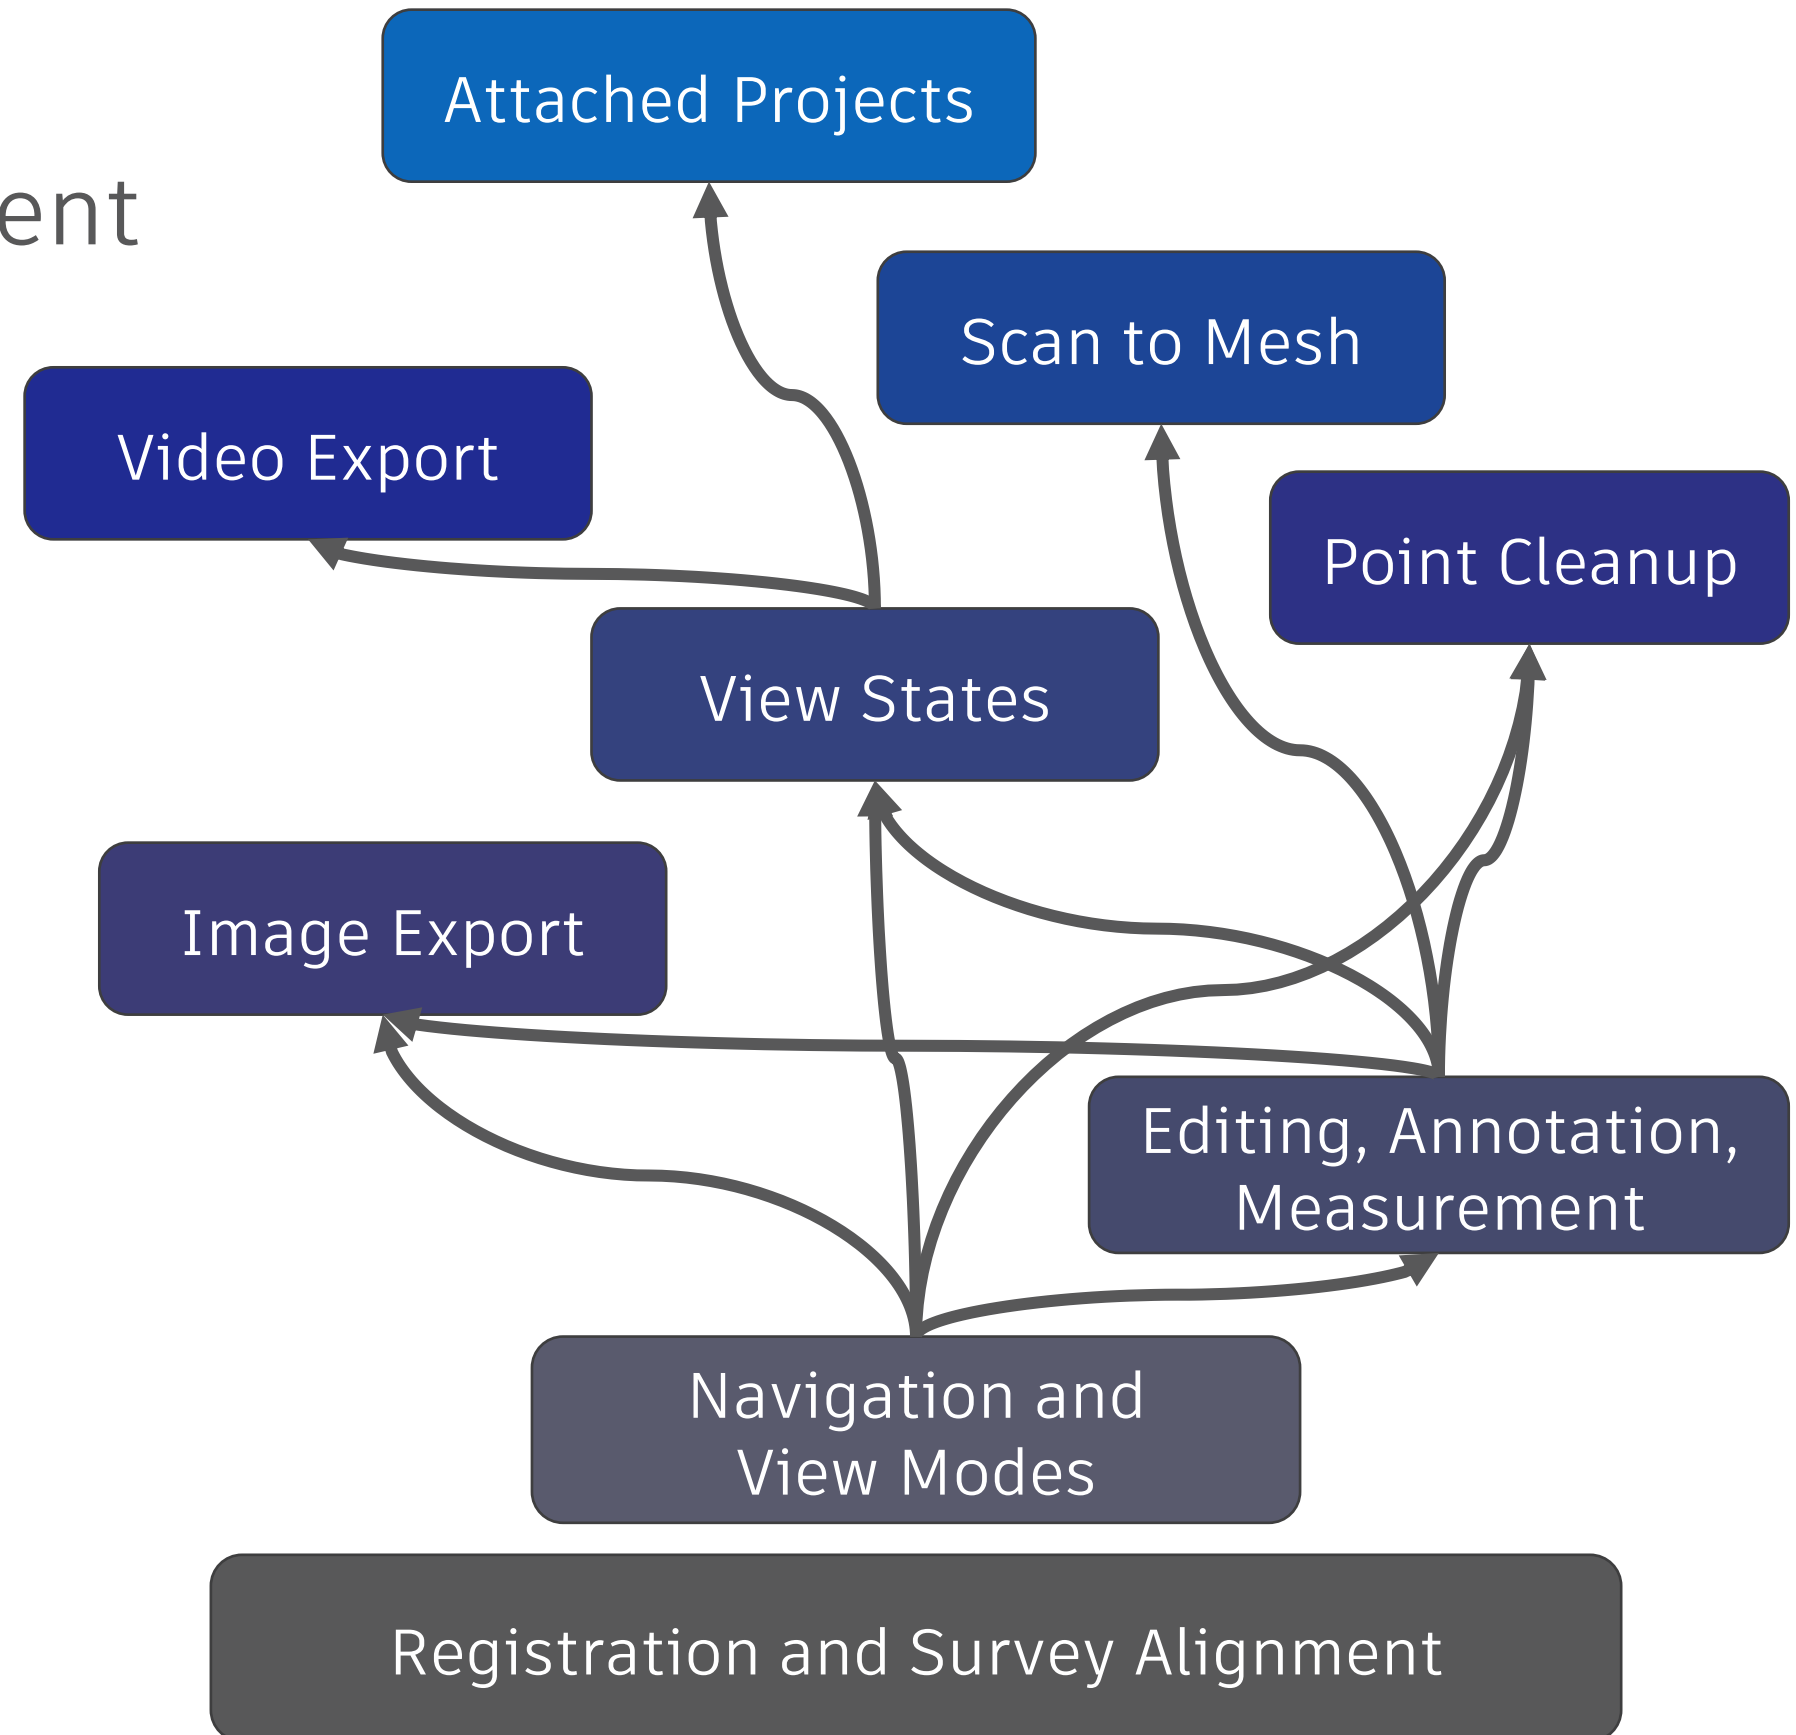 Attached Projects
ent
Scan to Mesh
Video Export
Point Cleanup
View States
Image Export
Editing, Annotation,
Measurement
Navigation and
View Modes
Registration and Survey Alignment